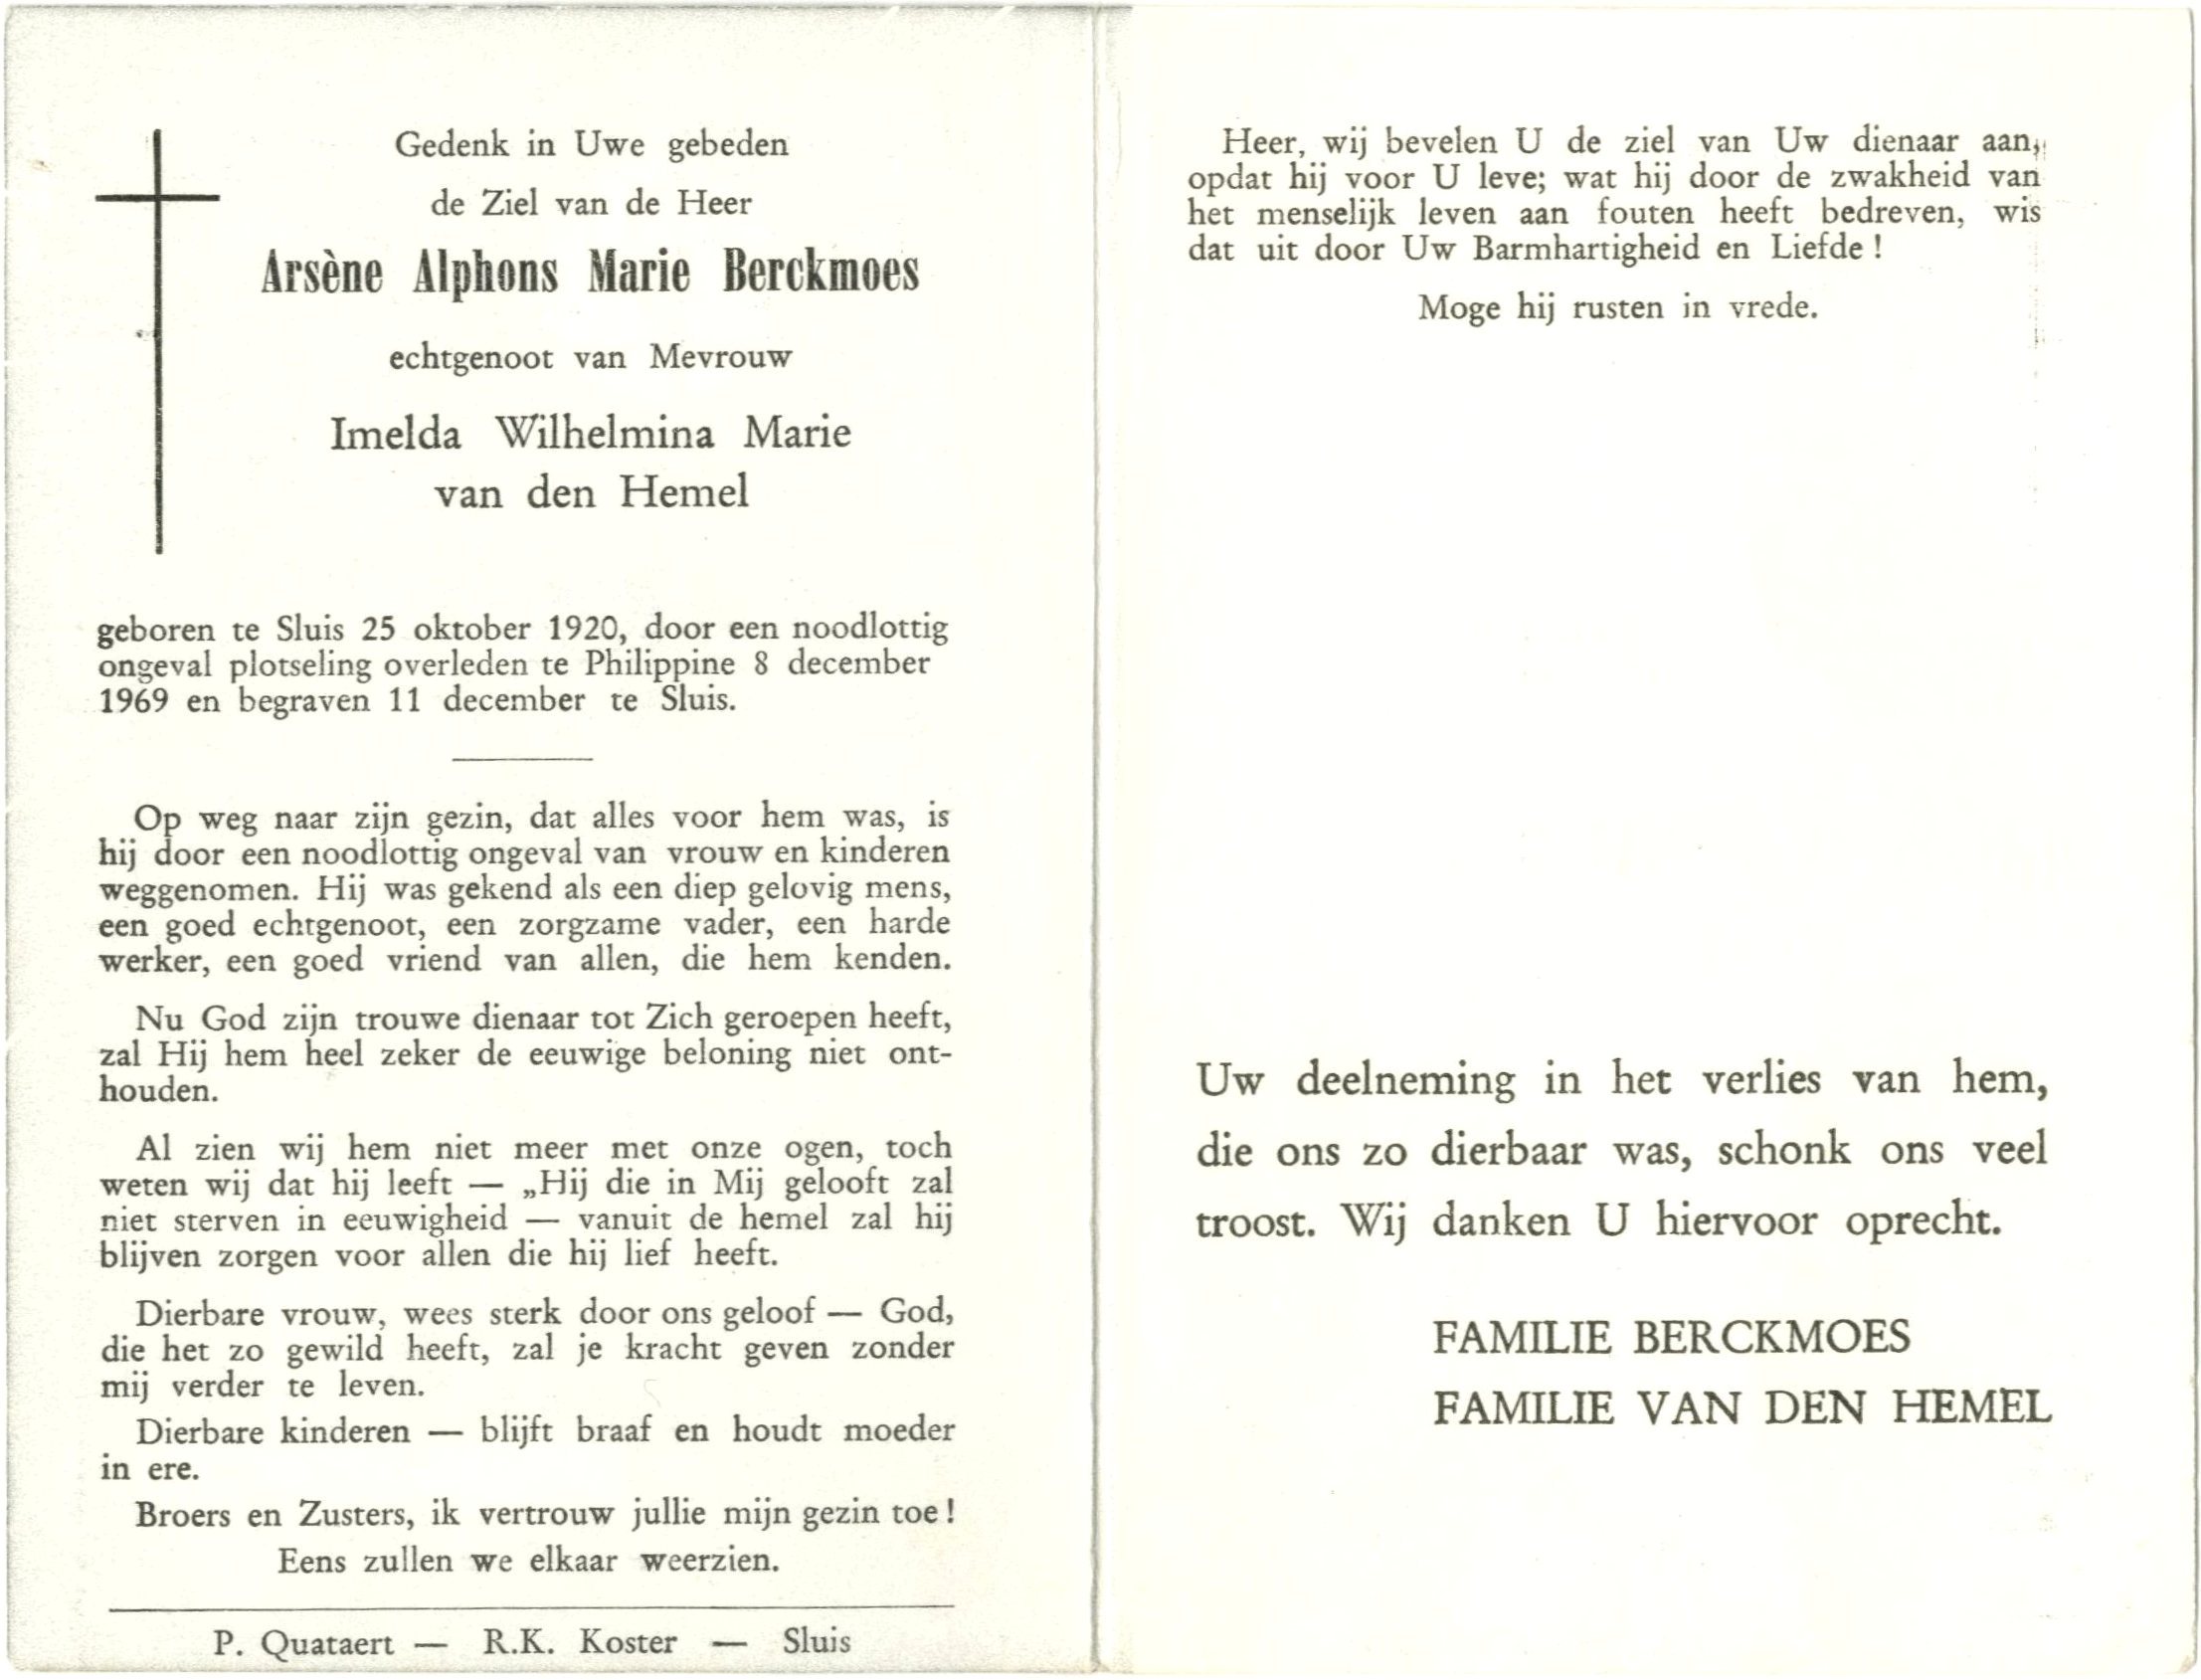 Gedenk in Uwe gebeden
de Ziel van de Heer
Arsène Alphons Marie Berckmoes
echtgenoot van Mevrouw
Imelda Wilhelmina Marie
van den Hemel
geboren te Sluis 25 oktober 1920, door een noodlottig
ongeval plotseling overleden te Philippine 8 december
1969 en begraven 11 december te Sluis.
Op weg naar zijn gezin, dat alles voor hem was, is
hij door een noodlottig ongeval van vrouw en kinderen
weggenomen. Hij was gekend als een diep gelovig mens,
een goed echtgenoot, een zorgzame vader, een harde
werker, een goed vriend van allen, die hem kenden.
Nu God zijn trouwe dienaar tot Zich geroepen heeft,
zal Hij hem heel zeker de eeuwige beloning niet ont-
houden.
Al zien wij hem niet meer met onze ogen, toch
weten wij dat hij leeft — „Hij die in Mij gelooft zal
niet sterven in eeuwigheid — vanuit de hemel zal hij
blijven zorgen voor allen die hij lief heeft.
Dierbare vrouw, wees sterk door ons geloof — God,
die het zo gewild heeft, zal je kracht geven zonder
mij verder te leven.
Dierbare kinderen — blijft braaf en houdt moeder
in ere.
Broers en Zusters, ik vertrouw jullie mijn gezin toe !
Eens zullen we elkaar weerzien.
P. Quataert — R.K. Koster — Sluis
Heer, wij bevelen U de ziel van Uw dienaar aan,
opdat hij voor U leve; wat hij door de zwakheid van
het menselijk leven aan fouten heeft bedreven, wis
dat uit door Uw Barmhartigheid en Liefde !
Moge hij rusten in vrede.
Uw deelneming in het verlies van hem,
die ons zo dierbaar was, schonk ons veel
troost. Wij danken U hiervoor oprecht.
FAMILIE BERCKMOES
FAMILIE VAN DEN HEMEL